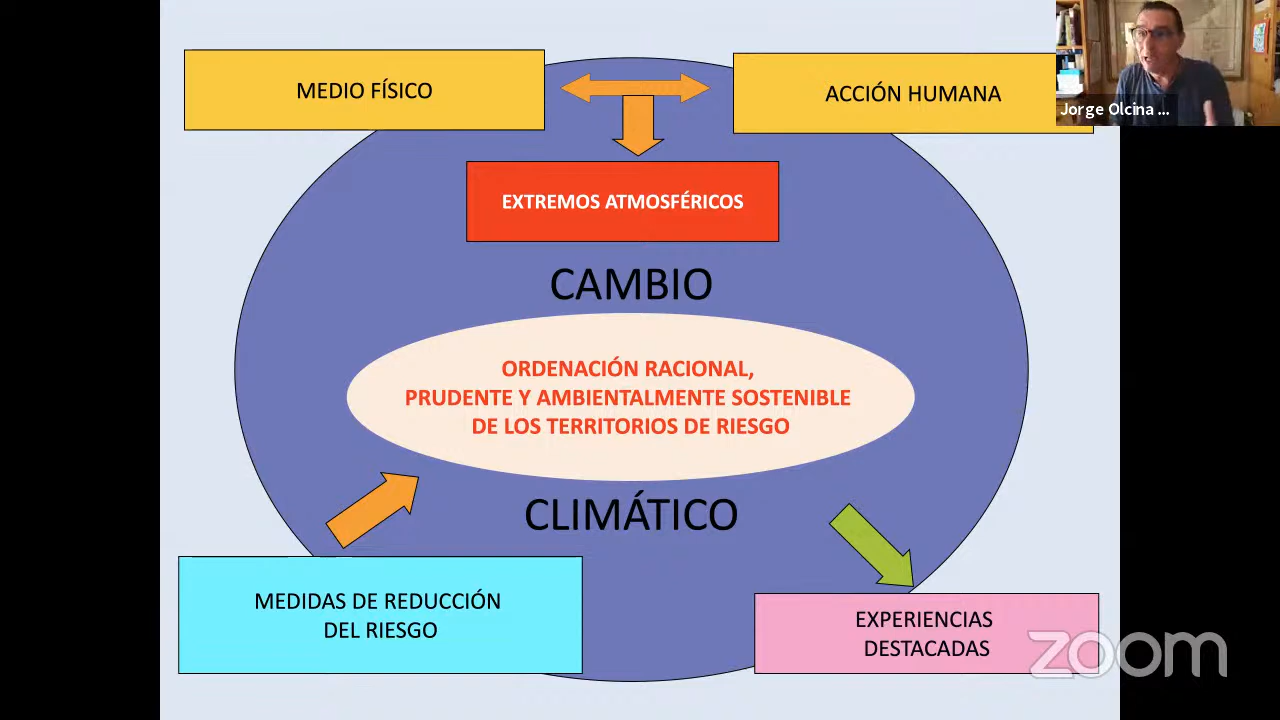 MEDIO FÍSICO
ACCIÓN HUMANA
Jorge Olcina ...
EXTREMOS ATMOSFÉRICOS
CAMBIO
ORDENACIÓN RACIONAL,
PRUDENTE Y AMBIENTALMENTE SOSTENIBLE
DE LOS TERRITORIOS DE RIESGO
CLIMÁTICO
MEDIDAS DE REDUCCIÓN
DEL RIESGO
EXPERIENCIAS
DESTACADAS
zoom